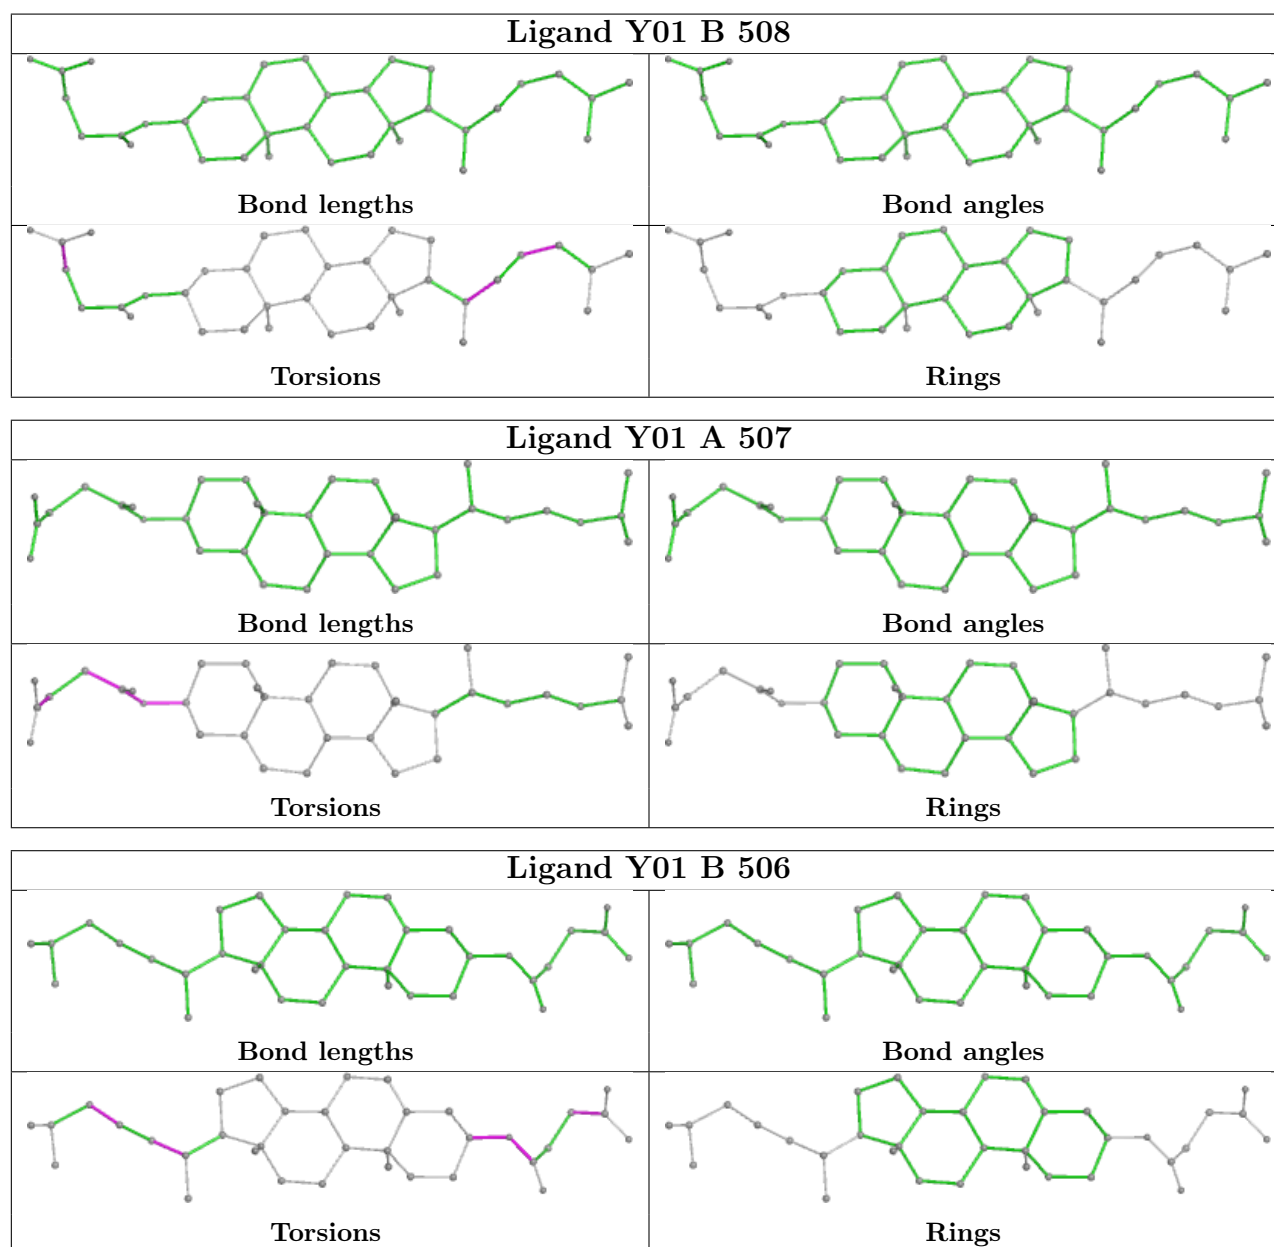 Ligand Y01 B 508
Bond lengths
Bond angles
Torsions
Rings
Ligand Y01 A 507
Bond lengths
Bond angles
Torsions
Rings
Ligand Y01 B 506
Bond lengths
Bond angles
Torsions
Rings